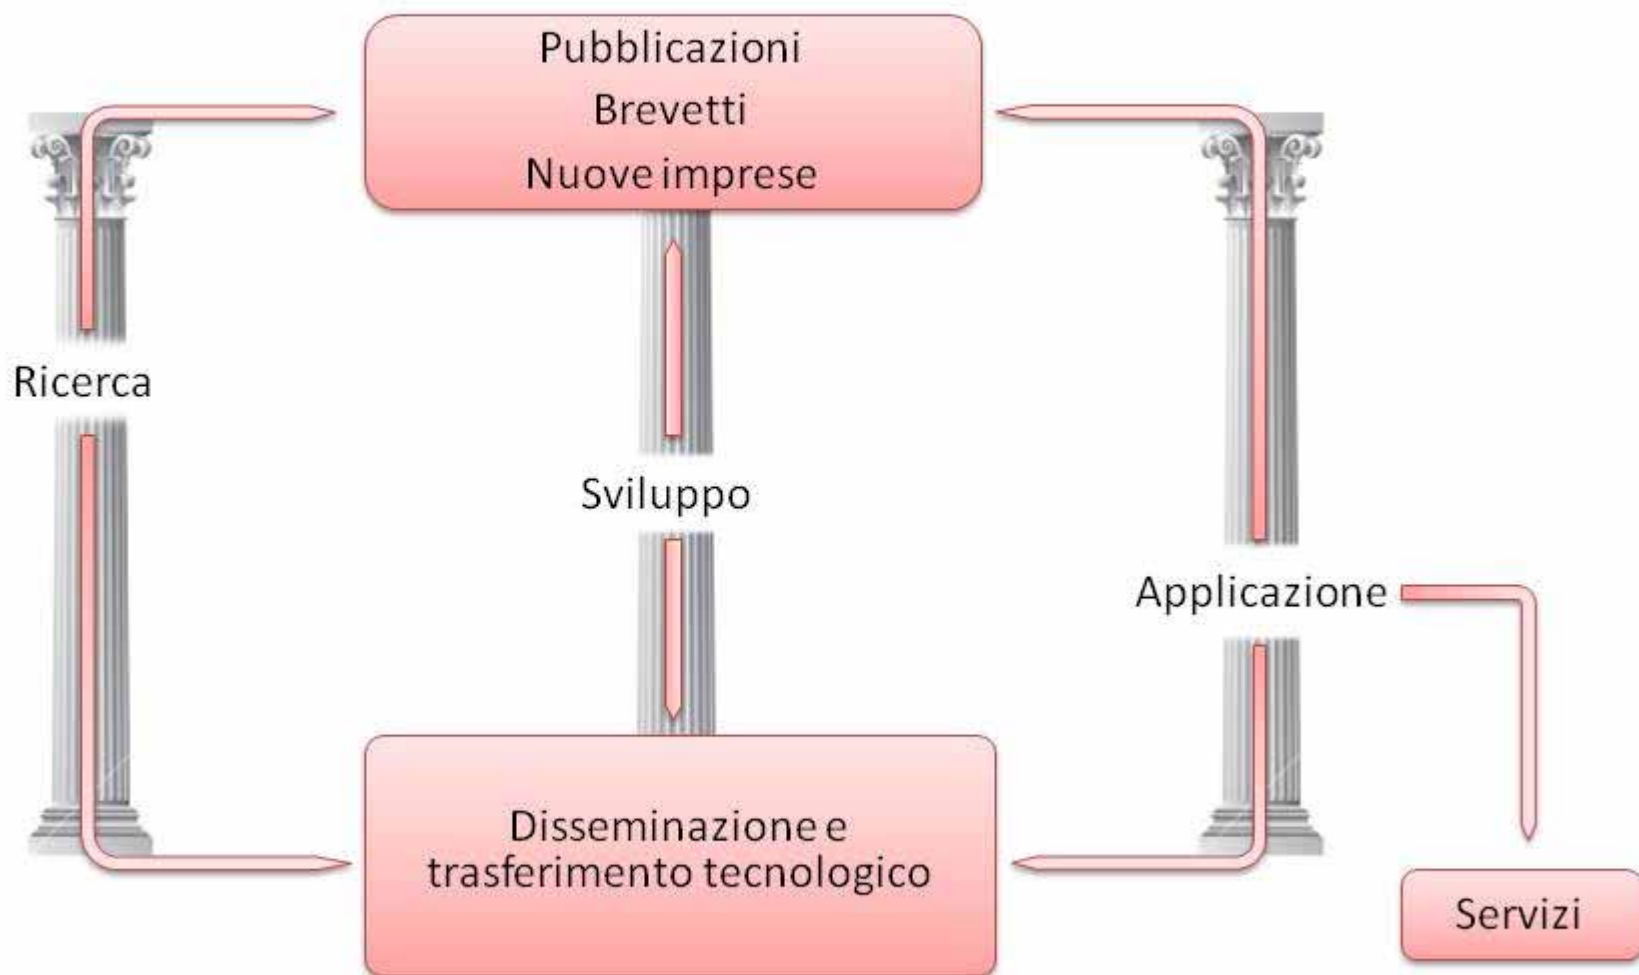 Pubblicazioni
Brevetti
Nuove imprese
Ricerca
Sviluppo
Applicazione
Disseminazione e
trasferimento tecnologico
Servizi